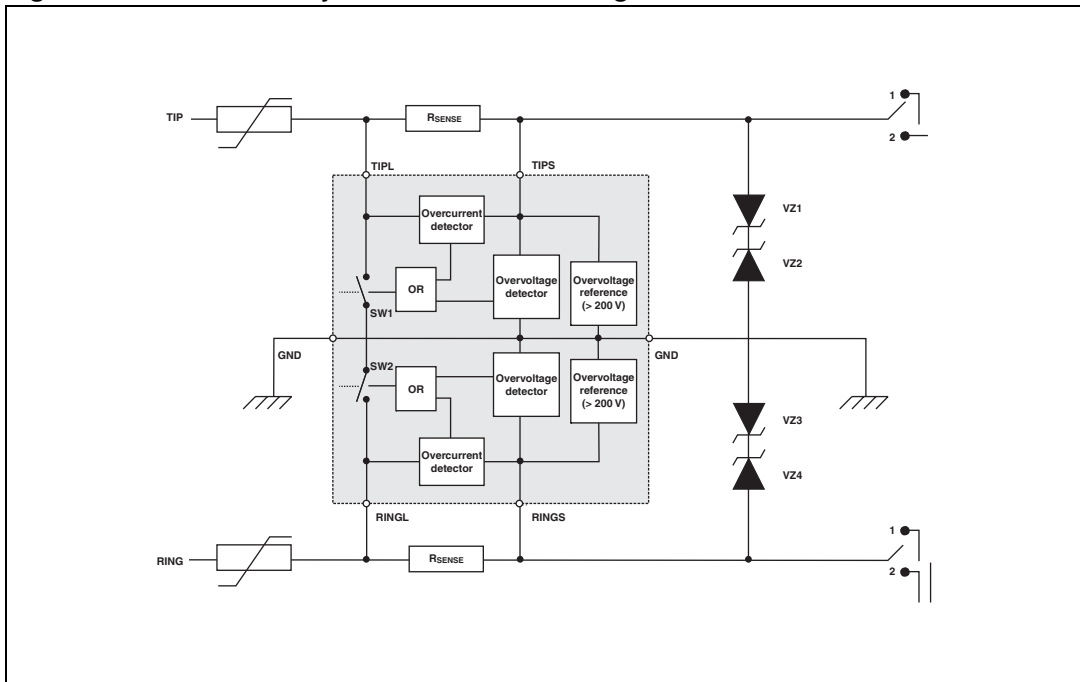 1
TIP
RSENSE
2
TIPL
TIPS
Overcurrent
detector
VZ1
VZ2
OR
Overvoltage
detector
Overvoltage
reference
(> 200 V)
SW1
GND
GND
SW2
OR
Overvoltage
detector
Overvoltage
reference
(> 200 V)
VZ3
Overcurrent
detector
VZ4
RINGL
RINGS
1
RING
RSENSE
2